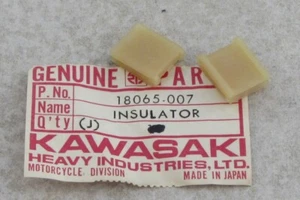 GENUINE PAR
P. No. 18065-007
Name INSULATOR
Q'ty (J)
KAWASAKI
HEAVY INDUSTRIES, LTD.
MOTORCYCLE DIVISION MADE IN JAPAN